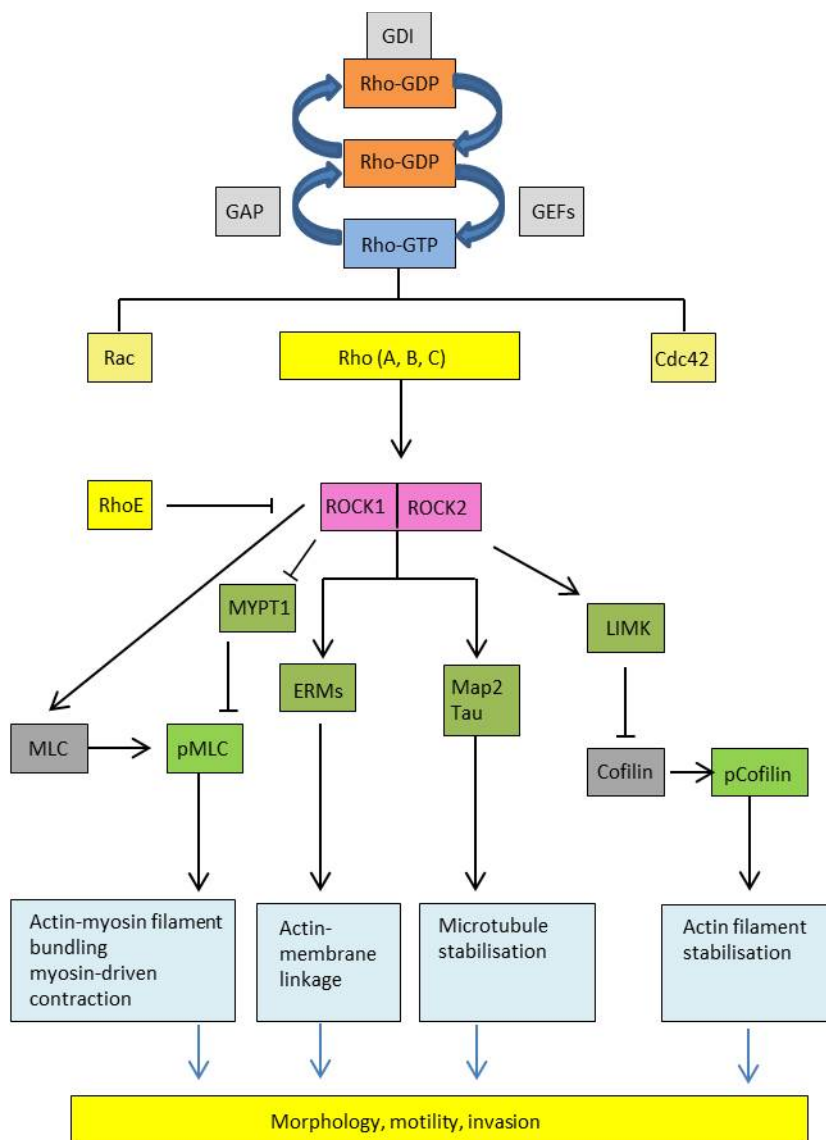 GDI
Rho-GDP
Rho-GDP
GAP
GEFs
Rho-GTP
Rac
Rho (A, B, C)
Cdc42
RhoE
ROCK1
ROCK2
MYPT1
LIMK
ERMs
Map2
Tau
MLC
pMLC
Cofilin
pCofilin
Actin-myosin filament
bundling
myosin-driven
contraction
Actin-
membrane
linkage
Microtubule
stabilisation
Actin filament
stabilisation
Morphology, motility, invasion